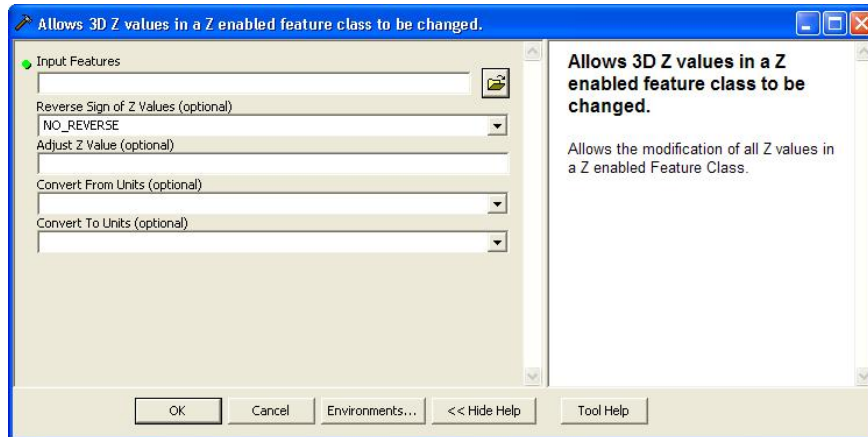 Allows 3D Z values in a Z enabled feature class to be changed.
Input Features
Reverse Sign of Z Values (optional)
NO_REVERSE
Adjust Z Value (optional)
Convert From Units (optional)
Convert To Units (optional)
Allows 3D Z values in a Z
enabled feature class to be
changed.
Allows the modification of all Z values in
a Z enabled Feature Class.
OK
Cancel
Environments...
<< Hide Help
Tool Help